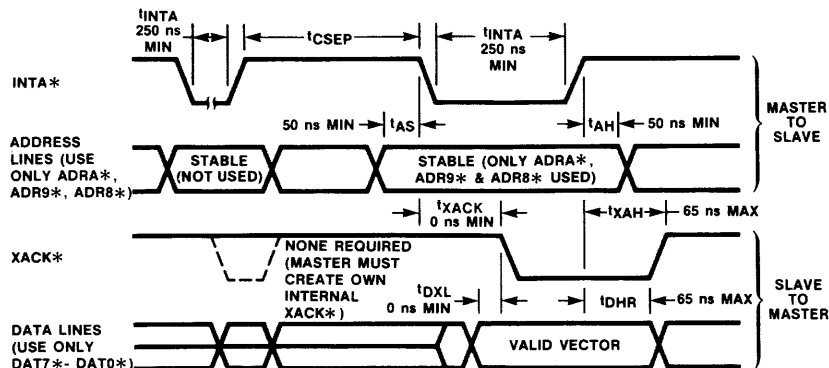 tINTA
250 ns
MIN
tCSEP
tINTA
250 ns
MIN
INTA*
50 ns MIN
tAS
tAH
50 ns MIN
MASTER
TO
SLAVE
ADDRESS
LINES (USE
ONLY ADRA*,
ADR9*, ADR8*)
STABLE
(NOT USED)
STABLE (ONLY ADRA*,
ADR9* & ADR8* USED)
tXACK
0 ns MIN
tXAH
65 ns MAX
XACK*
NONE REQUIRED
(MASTER MUST
CREATE OWN
INTERNAL
XACK*)
tDXL
0 ns MIN
tDHR
65 ns MAX
SLAVE
TO
MASTER
DATA LINES
(USE ONLY
DAT7*- DAT0*)
VALID VECTOR